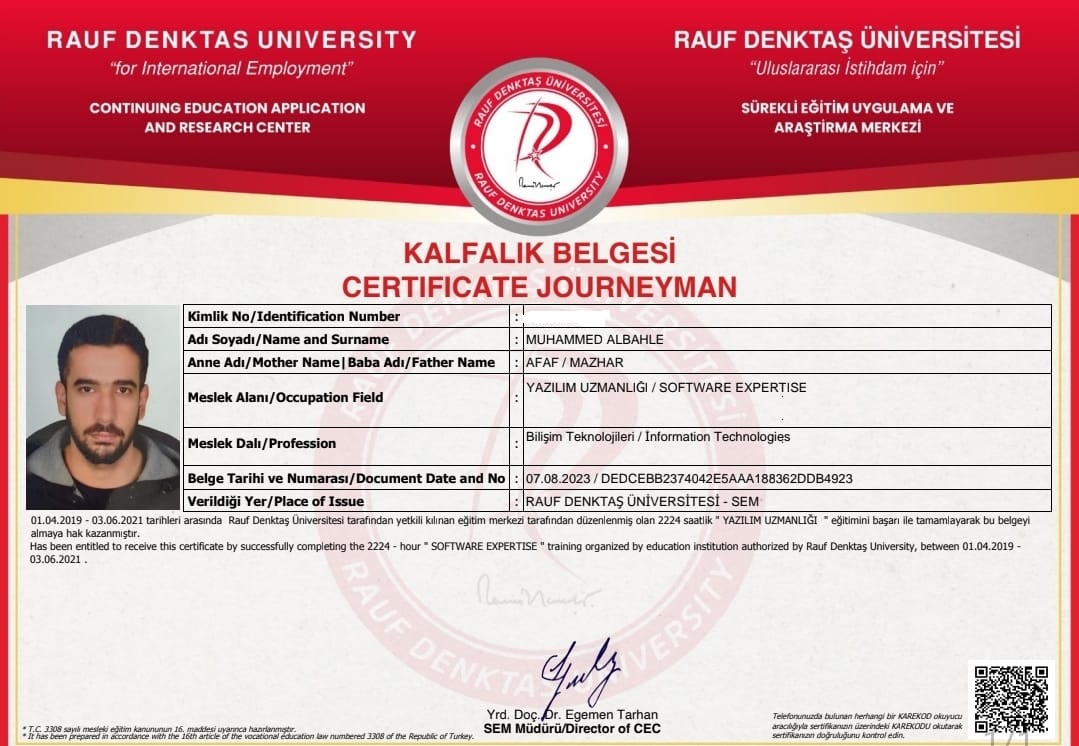 RAUF DENKTAS UNIVERSITY
"for International Employment"
CONTINUING EDUCATION APPLICATION
AND RESEARCH CENTER
RAUF DENKTAŞ ÜNİVERSİTESİ
"Uluslararası İstihdam için"
SÜREKLİ EĞİTİM UYGULAMA VE
ARAŞTIRMA MERKEZİ
RAUF DENKTAŞ ÜNİVERSİTESİ
RAUF DENKTAS UNIVERSITY
KALFALIK BELGESİ
CERTIFICATE JOURNEYMAN
Kimlik No/Identification Number :
Adı Soyadı/Name and Surname : MUHAMMED ALBAHLE
Anne Adı/Mother Name|Baba Adı/Father Name : AFAF / MAZHAR
Meslek Alanı/Occupation Field : YAZILIM UZMANLIĞI / SOFTWARE EXPERTISE
Meslek Dalı/Profession : Bilişim Teknolojileri / İnformation Technologies
Belge Tarihi ve Numarası/Document Date and No : 07.08.2023 / DEDCEBB2374042E5AAA188362DDB4923
Verildiği Yer/Place of Issue : RAUF DENKTAŞ ÜNİVERSİTESİ - SEM
01.04.2019 - 03.06.2021 tarihleri arasında Rauf Denktaş Üniversitesi tarafından yetkili kılınan eğitim merkezi tarafından düzenlenmiş olan 2224 saatlik " YAZILIM UZMANLIĞI " eğitimini başarı ile tamamlayarak bu belgeyi
almaya hak kazanmıştır.
Has been entitled to receive this certificate by successfully completing the 2224 - hour " SOFTWARE EXPERTISE " training organized by education institution authorized by Rauf Denktaş University, between 01.04.2019 -
03.06.2021 .
RAUF DENKTAS UNIVERSITY
Yrd. Doç. Dr. Egemen Tarhan
SEM Müdürü/Director of CEC
* T.C. 3308 sayılı mesleki eğitim kanununun 16. maddesi uyarınca hazırlanmıştır.
* It has been prepared in accordance with the 16th article of the vocational education law numbered 3308 of the Republic of Turkey.
Telefonunuzda bulunan herhangi bir KAREKOD okuyucu
aracılığıyla sertifikanızın üzerindeki KAREKODU okutarak
sertifikanızın doğruluğunu kontrol edin.
1/1